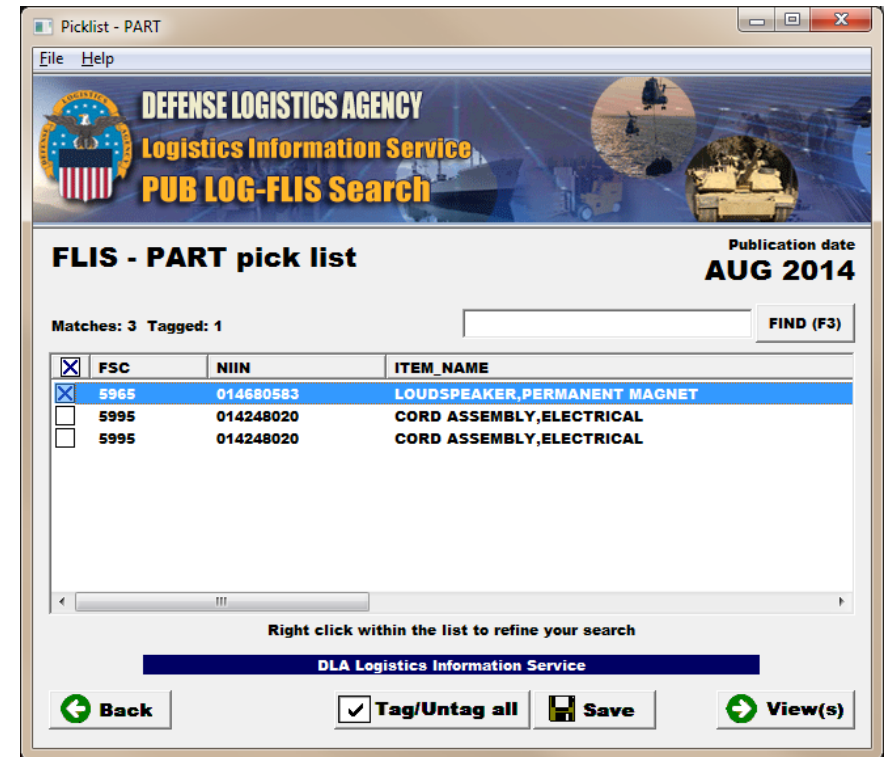 Picklist - PART
File Help
DEFENSE LOGISTICS AGENCY
Logistics Information Service
PUB LOG-FLIS Search
FLIS - PART pick list
Publication date
AUG 2014
Matches: 3 Tagged: 1
FIND (F3)
FSC NIIN ITEM_NAME
5965 014680583 LOUDSPEAKER,PERMANENT MAGNET
5995 014248020 CORD ASSEMBLY,ELECTRICAL
5995 014248020 CORD ASSEMBLY,ELECTRICAL
Right click within the list to refine your search
DLA Logistics Information Service
Back Tag/Untag all Save View(s)